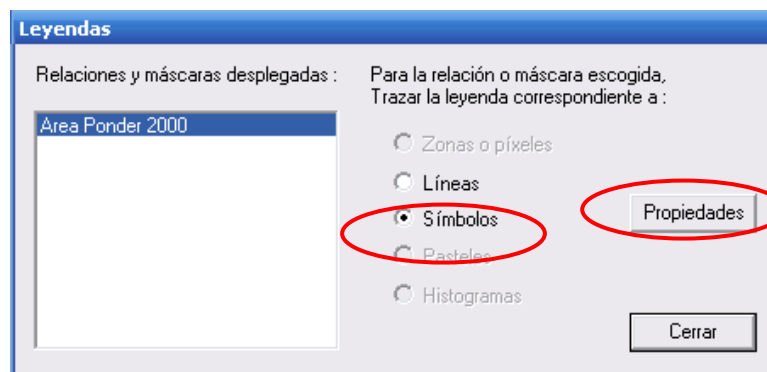 Leyendas
Relaciones y máscaras desplegadas :
Area Ponder 2000
Para la relación o máscara escogida,
Trazar la leyenda correspondiente a :
Zonas o píxeles
Líneas
Símbolos
Pasteles
Histogramas
Propiedades
Cerrar